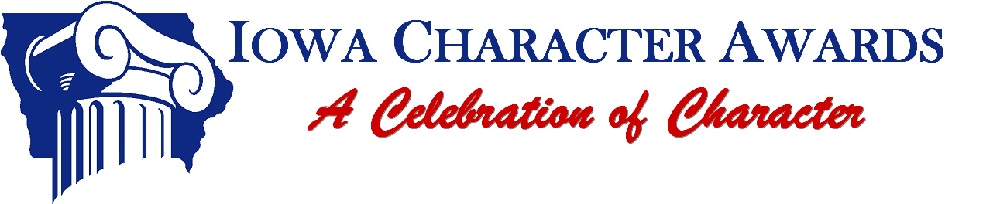 Iowa Character Awards
A Celebration of Character